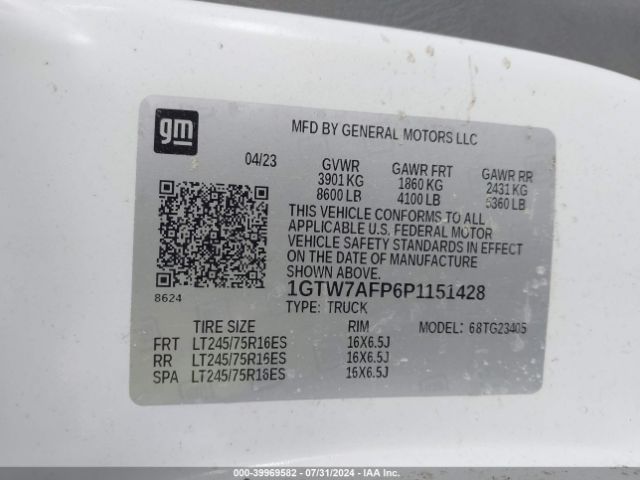 gm
MFD BY GENERAL MOTORS LLC
04/23 GVWR GAWR FRT GAWR RR
3901 KG 1860 KG 2431 KG
8600 LB 4100 LB 5360 LB
THIS VEHICLE CONFORMS TO ALL
APPLICABLE U.S. FEDERAL MOTOR
VEHICLE SAFETY STANDARDS IN EFFECT
ON THE DATE OF MANUFACTURE
SHOWN ABOVE.
8624
1GTW7AFP6P1151428
TYPE: TRUCK MODEL: 68TG23405
TIRE SIZE RIM
FRT LT245/75R16ES 16X6.5J
RR LT245/75R16ES 16X6.5J
SPA LT245/75R16ES 16X6.5J
000-39969582 - 07/31/2024 - IAA Inc.